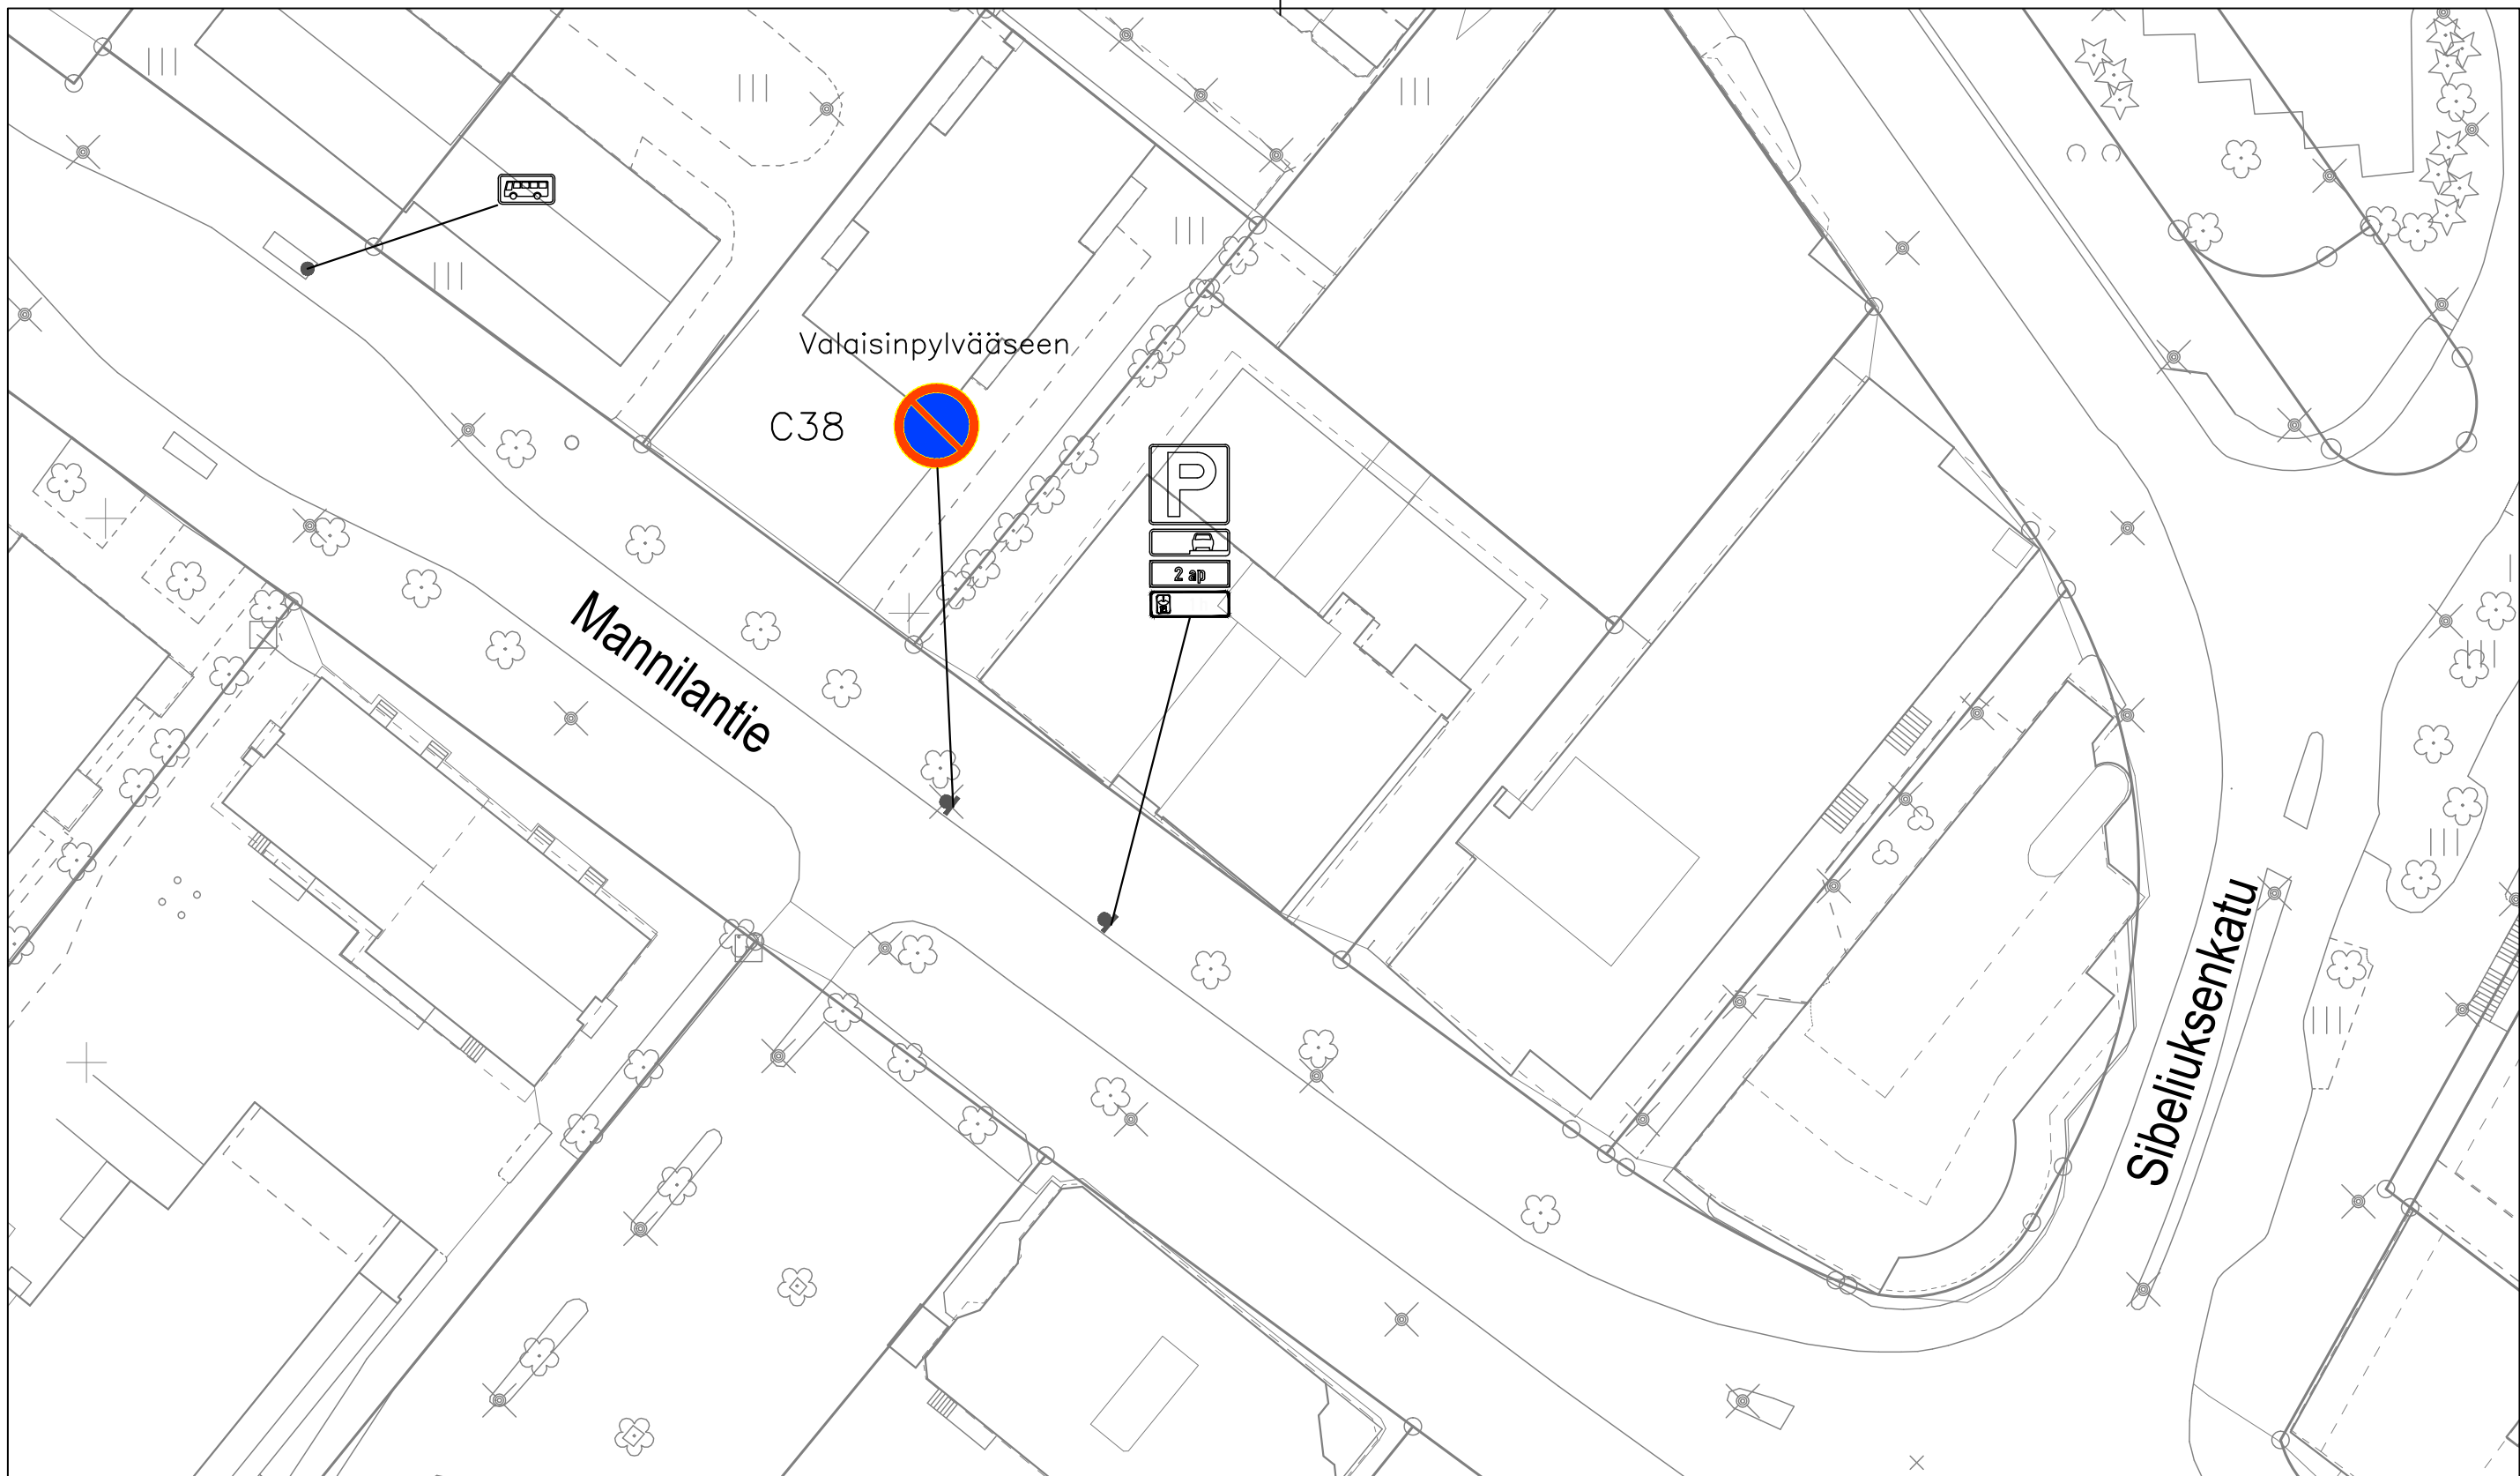 Valaisinpylvääseen
C38
P
2 ap
Mannilantie
Sibeliuksenkatu